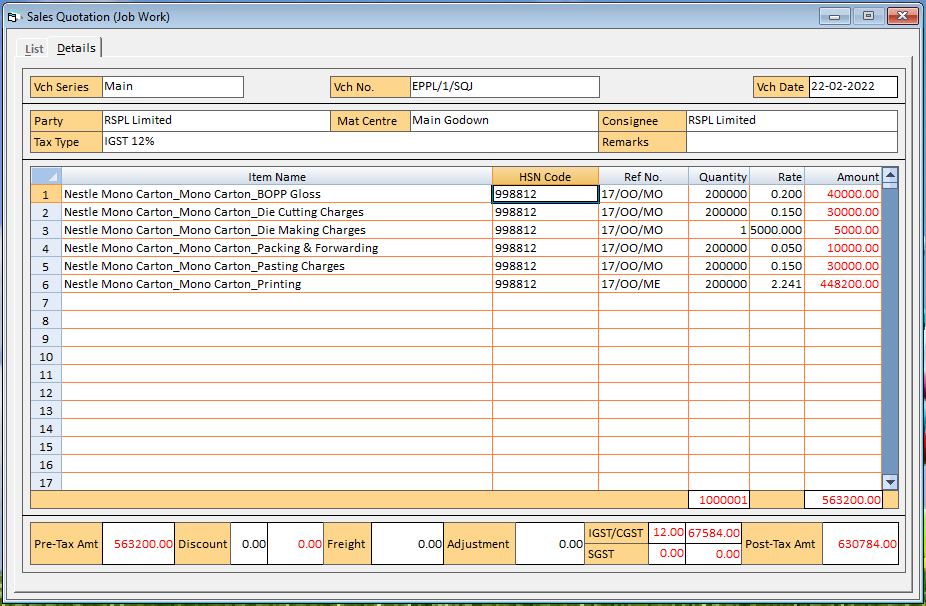 Sales Quotation (Job Work)
List Details
Vch Series Main Vch No. EPPL/1/SQJ Vch Date 22-02-2022
Party RSPL Limited Mat Centre Main Godown Consignee RSPL Limited
Tax Type IGST 12% Remarks
Item Name HSN Code Ref No. Quantity Rate Amount
1 Nestle Mono Carton_Mono Carton_BOPP Gloss 998812 17/OO/MO 200000 0.200 40000.00
2 Nestle Mono Carton_Mono Carton_Die Cutting Charges 998812 17/OO/MO 200000 0.150 30000.00
3 Nestle Mono Carton_Mono Carton_Die Making Charges 998812 17/OO/MO 1 5000.000 5000.00
4 Nestle Mono Carton_Mono Carton_Packing & Forwarding 998812 17/OO/MO 200000 0.050 10000.00
5 Nestle Mono Carton_Mono Carton_Pasting Charges 998812 17/OO/MO 200000 0.150 30000.00
6 Nestle Mono Carton_Mono Carton_Printing 998812 17/OO/ME 200000 2.241 448200.00
7
8
9
10
11
12
13
14
15
16
17
1000001 563200.00
IGST/CGST 12.00 67584.00
Pre-Tax Amt 563200.00 Discount 0.00 0.00 Freight 0.00 Adjustment 0.00 Post-Tax Amt 630784.00
SGST 0.00 0.00